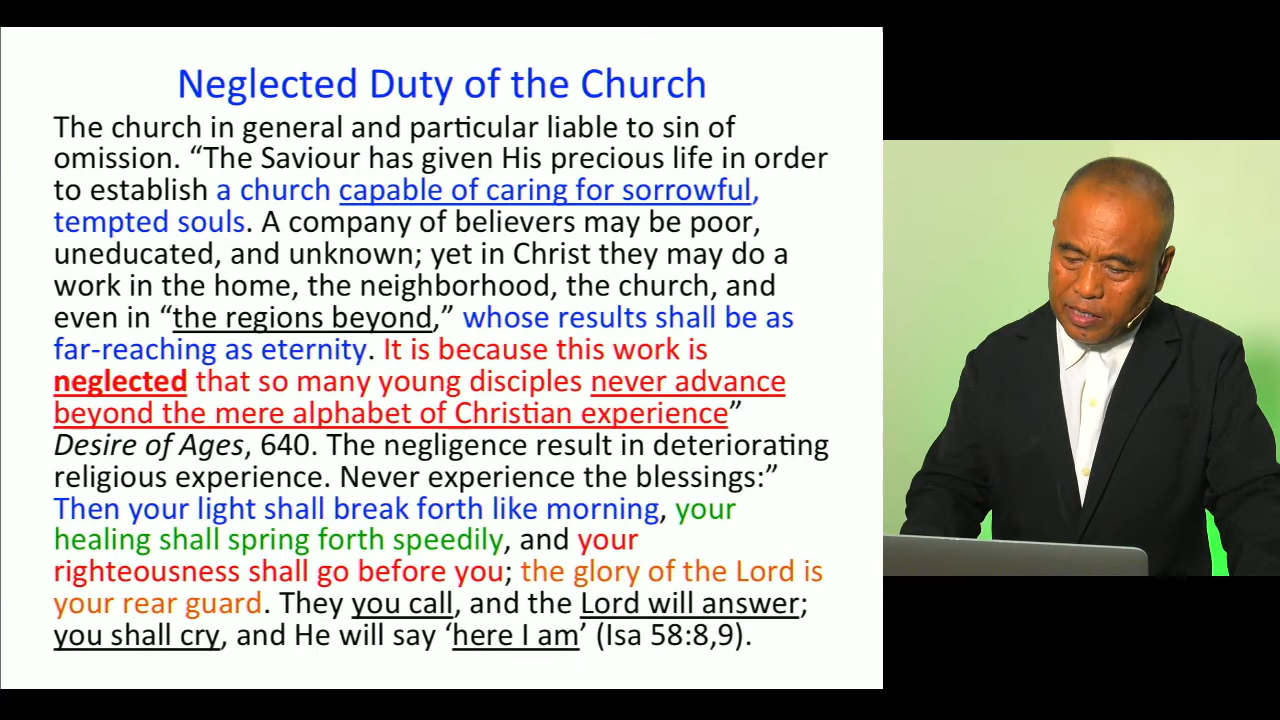 Neglected Duty of the Church
The church in general and particular liable to sin of
omission. “The Saviour has given His precious life in order
to establish a church capable of caring for sorrowful,
tempted souls. A company of believers may be poor,
uneducated, and unknown; yet in Christ they may do a
work in the home, the neighborhood, the church, and
even in “the regions beyond,” whose results shall be as
far-reaching as eternity. It is because this work is
neglected that so many young disciples never advance
beyond the mere alphabet of Christian experience”
Desire of Ages, 640. The negligence result in deteriorating
religious experience. Never experience the blessings:”
Then your light shall break forth like morning, your
healing shall spring forth speedily, and your
righteousness shall go before you; the glory of the Lord is
your rear guard. They you call, and the Lord will answer;
you shall cry, and He will say ‘here I am’ (Isa 58:8,9).